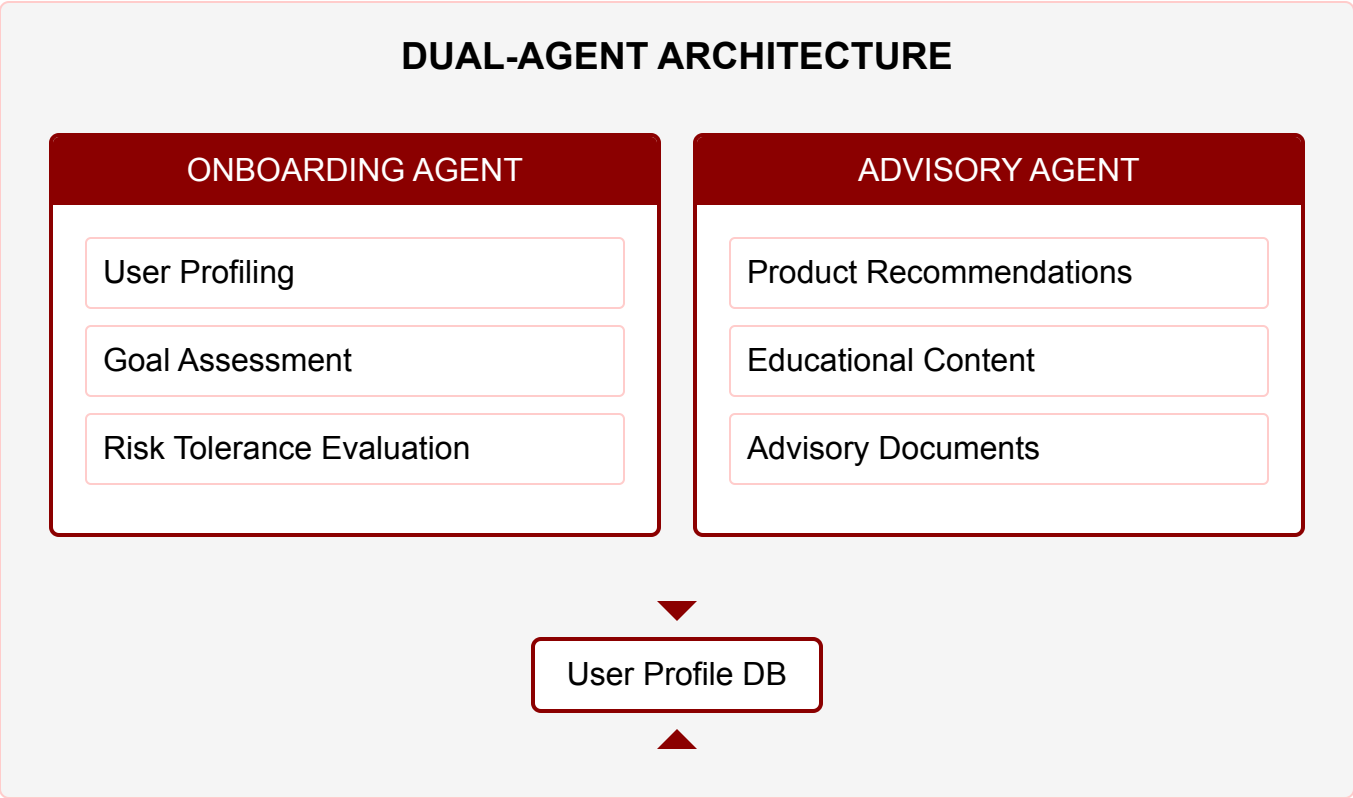 DUAL-AGENT ARCHITECTURE
ONBOARDING AGENT
User Profiling
Goal Assessment
Risk Tolerance Evaluation
ADVISORY AGENT
Product Recommendations
Educational Content
Advisory Documents
User Profile DB